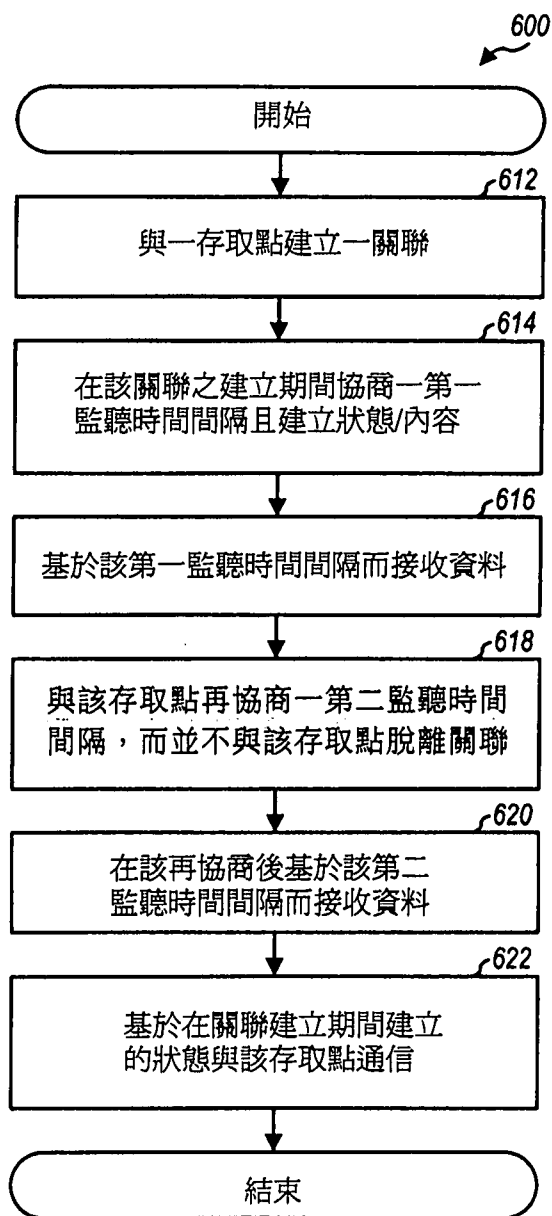 600
開始
612
與一存取點建立一關聯
614
在該關聯之建立期間協商一第一
監聽時間間隔且建立狀態/內容
616
基於該第一監聽時間間隔而接收資料
618
與該存取點再協商一第二監聽時間
間隔，而並不與該存取點脫離關聯
620
在該再協商後基於該第二
監聽時間間隔而接收資料
622
基於在關聯建立期間建立
的狀態與該存取點通信
結束